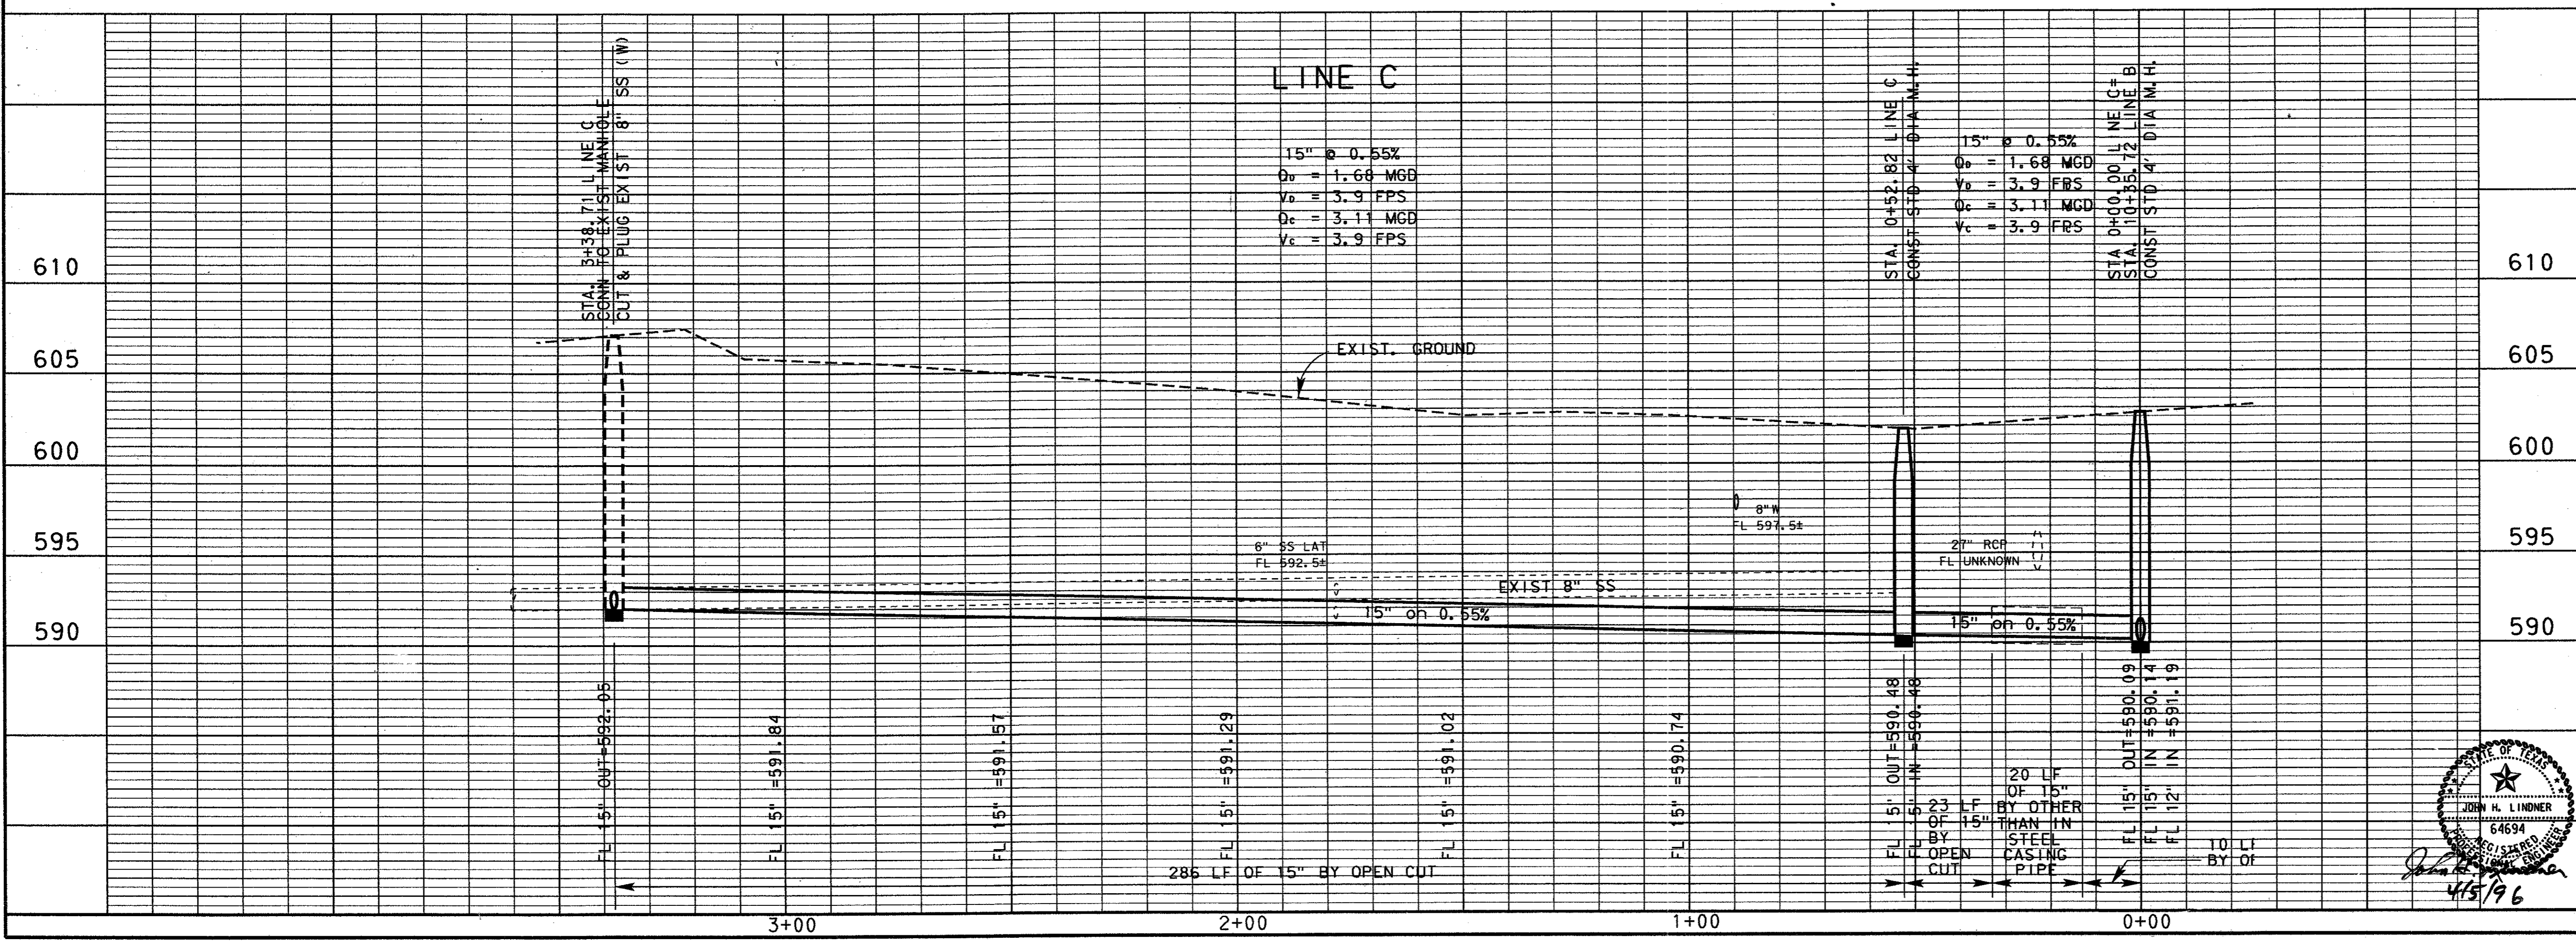 LINE C
STA. 3+38.71 LINE C
CONN TO EXIST MANHOLE
CUT & PLUG EXIST 8" SS (W)
15" @ 0.55%
QD = 1.68 MGD
VD = 3.9 FPS
QC = 3.11 MGD
VC = 3.9 FPS
STA. 0+52.82 LINE C
CONST STD 4' DIA M.H.
15" @ 0.55%
QD = 1.68 MGD
VD = 3.9 FPS
QC = 3.11 MGD
VC = 3.9 FPS
STA 0+00.00 LINE C=
STA. 10+35.72 LINE B
CONST STD 4' DIA M.H.
610
610
605
605
EXIST. GROUND
600
600
8" W
FL 597.5±
595
595
6" SS LAT
FL 592.5±
27" RCP
FL UNKNOWN
EXIST 8" SS
15" on 0.55%
15" on 0.55%
590
590
FL 15" OUT=592.05
FL 15" =591.84
FL 15" =591.57
FL 15" =591.29
FL 15" =591.02
FL 15" =590.74
FL 15" OUT=590.48
FL 15" IN =590.48
FL 15" OUT=590.09
FL 15" IN =590.14
FL 12" IN =591.19
286 LF OF 15" BY OPEN CUT
23 LF
OF 15"
BY
OPEN
CUT
20 LF
OF 15"
BY OTHER
THAN IN
STEEL
CASING
PIPE
10 LF
BY OF
STATE OF TEXAS
JOHN H. LINDNER
64694
REGISTERED
PROFESSIONAL ENGINEER
John H. Lindner
4/5/96
3+00
2+00
1+00
0+00